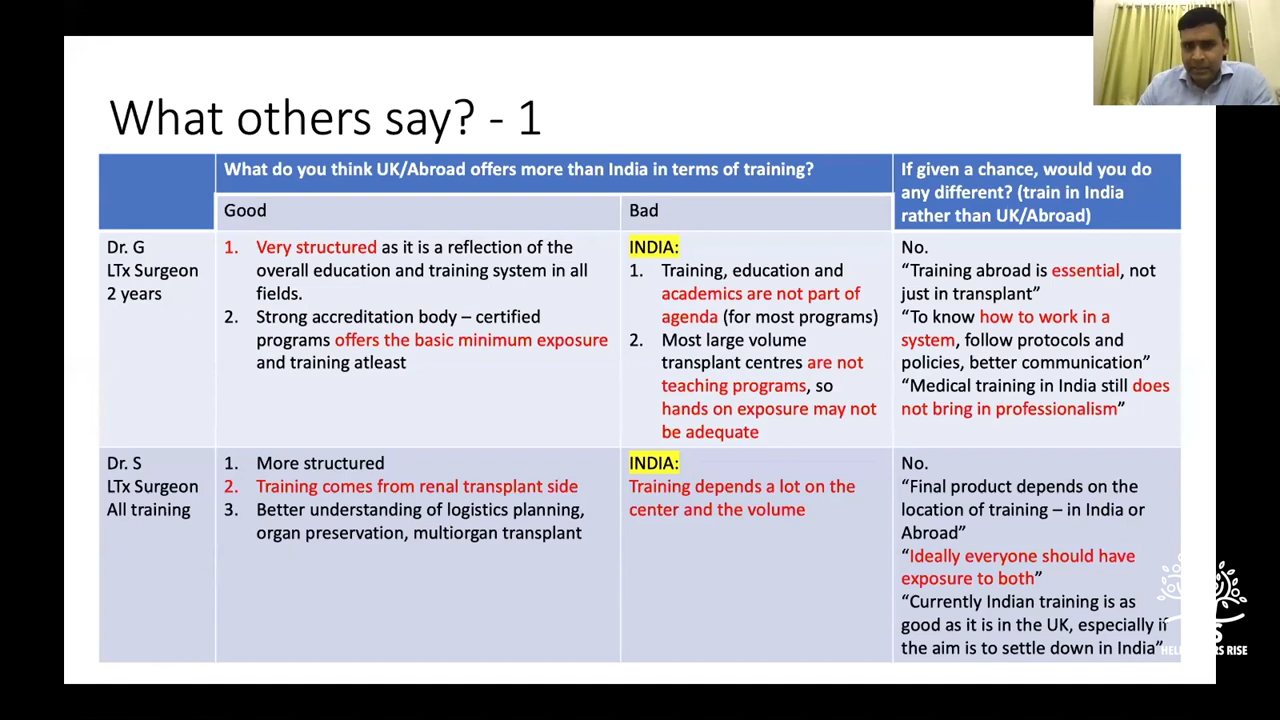 What others say? - 1
What do you think UK/Abroad offers more than India in terms of training?
If given a chance, would you do
any different? (train in India
rather than UK/Abroad)
Good
Bad
Dr. G
LTx Surgeon
2 years
1. Very structured as it is a reflection of the
overall education and training system in all
fields.
2. Strong accreditation body – certified
programs offers the basic minimum exposure
and training atleast
INDIA:
1. Training, education and
academics are not part of
agenda (for most programs)
2. Most large volume
transplant centres are not
teaching programs, so
hands on exposure may not
be adequate
No.
“Training abroad is essential, not
just in transplant”
“To know how to work in a
system, follow protocols and
policies, better communication”
“Medical training in India still does
not bring in professionalism”
Dr. S
LTx Surgeon
All training
1. More structured
2. Training comes from renal transplant side
3. Better understanding of logistics planning,
organ preservation, multiorgan transplant
INDIA:
Training depends a lot on the
center and the volume
No.
“Final product depends on the
location of training – in India or
Abroad”
“Ideally everyone should have
exposure to both”
“Currently Indian training is as
good as it is in the UK, especially if
the aim is to settle down in India”
RISE